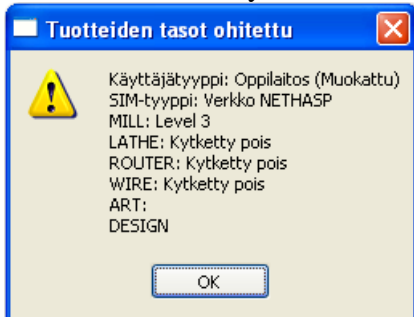 Tuotteiden tasot ohitettu
Käyttäjätyyppi: Oppilaitos (Muokattu)
SIM-tyyppi: Verkko NETHASP
MILL: Level 3
LATHE: Kytketty pois
ROUTER: Kytketty pois
WIRE: Kytketty pois
ART:
DESIGN
OK